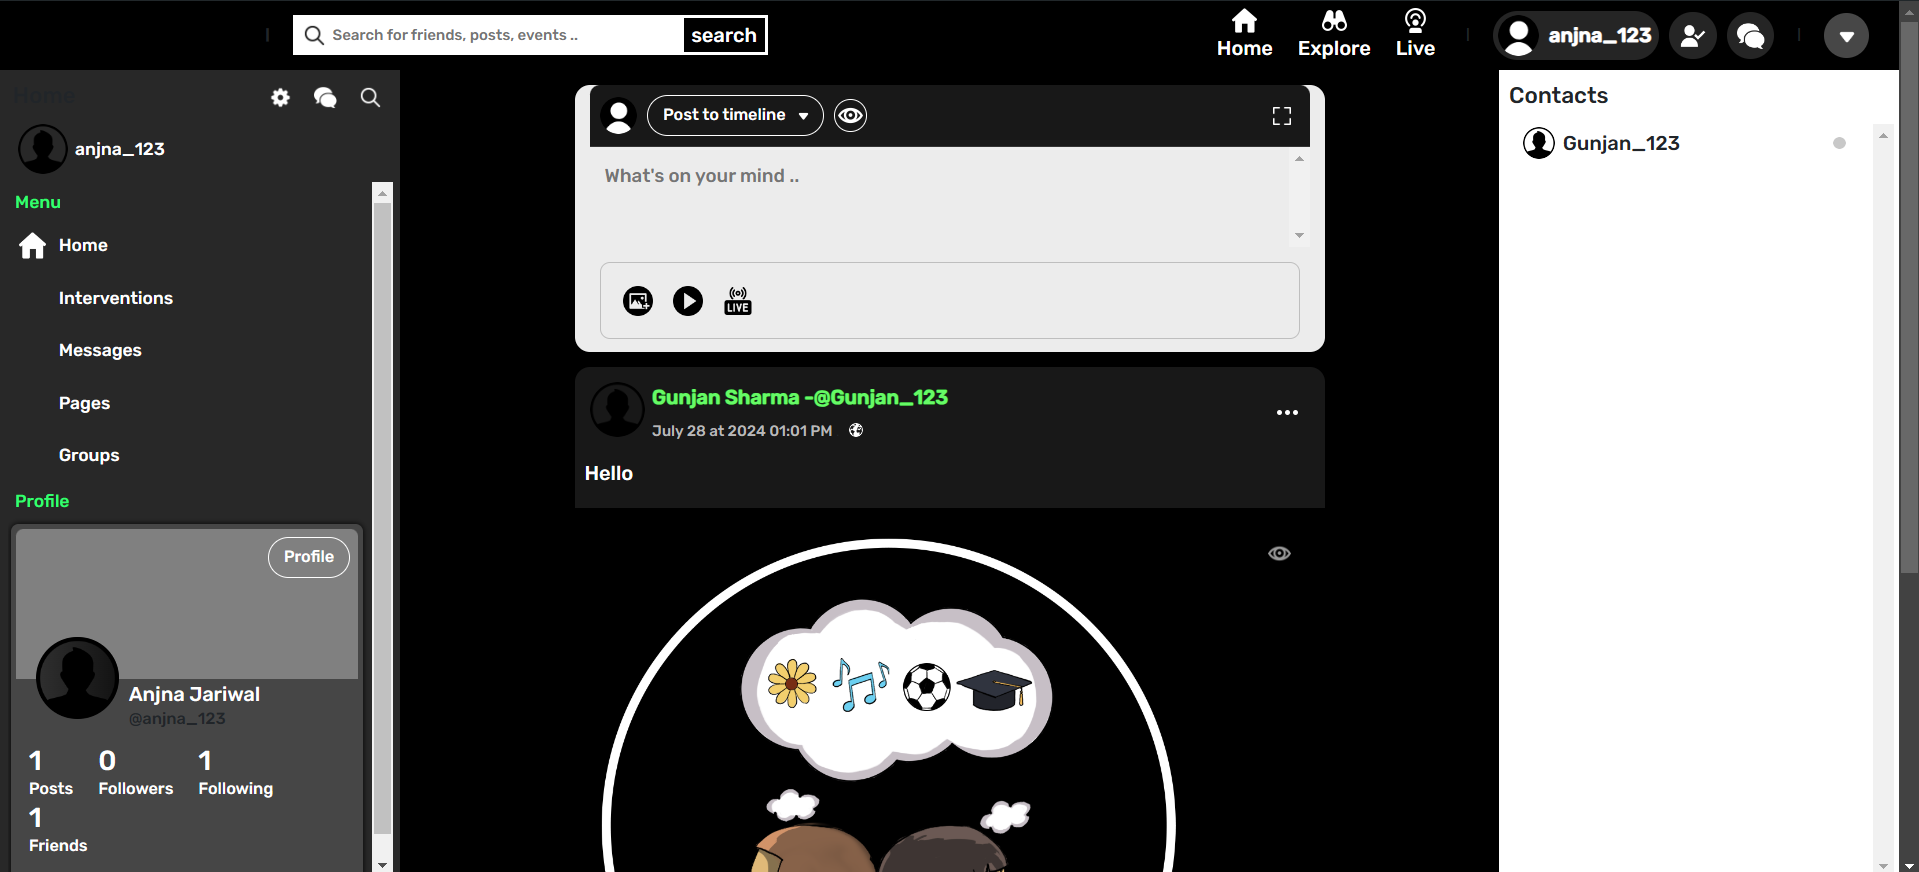 Search for friends, posts, events ..
search
Home
Explore
Live
anjna_123
Home
anjna_123
Menu
Home
Interventions
Messages
Pages
Groups
Profile
Profile
Anjna Jariwal
@anjna_123
1
Posts
0
Followers
1
Following
1
Friends
Post to timeline
What's on your mind ..
LIVE
Gunjan Sharma -@Gunjan_123
July 28 at 2024 01:01 PM
Hello
Contacts
Gunjan_123